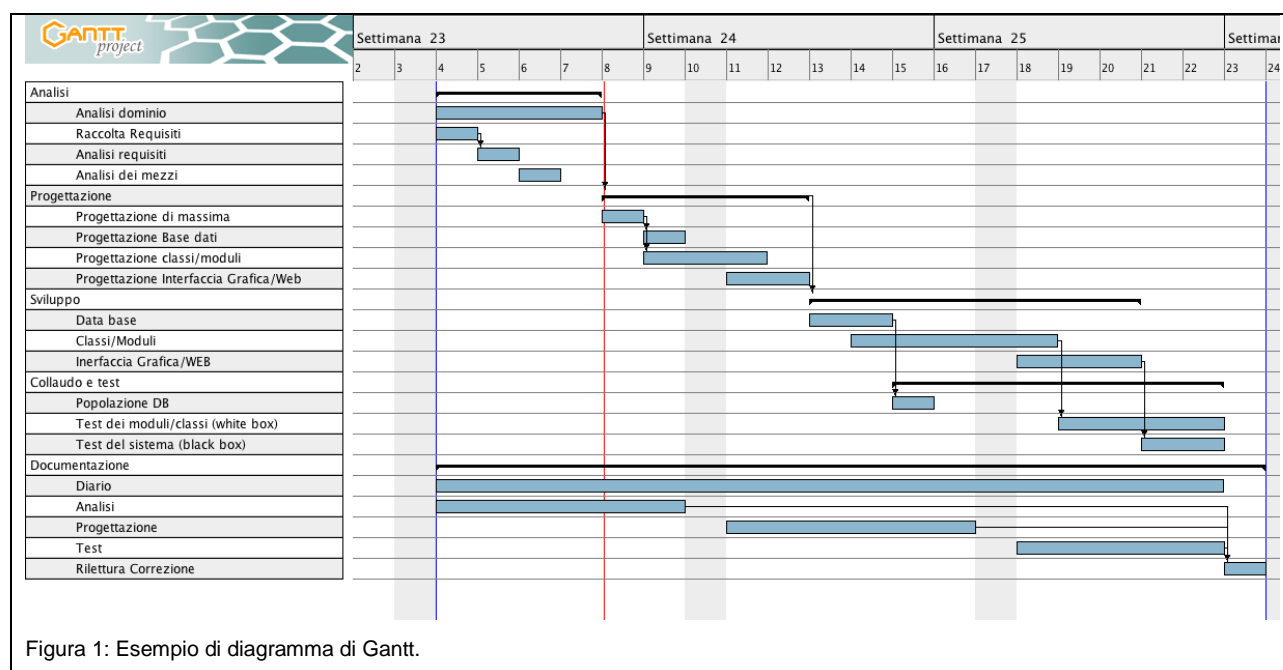 GANTT project
Settimana 23
Settimana 24
Settimana 25
Settimar
2 3 4 5 6 7 8 9 10 11 12 13 14 15 16 17 18 19 20 21 22 23 24
Analisi
Analisi dominio
Raccolta Requisiti
Analisi requisiti
Analisi dei mezzi
Progettazione
Progettazione di massima
Progettazione Base dati
Progettazione classi/moduli
Progettazione Interfaccia Grafica/Web
Sviluppo
Data base
Classi/Moduli
Inerfaccia Grafica/WEB
Collaudo e test
Popolazione DB
Test dei moduli/classi (white box)
Test del sistema (black box)
Documentazione
Diario
Analisi
Progettazione
Test
Rilettura Correzione
Figura 1: Esempio di diagramma di Gantt.